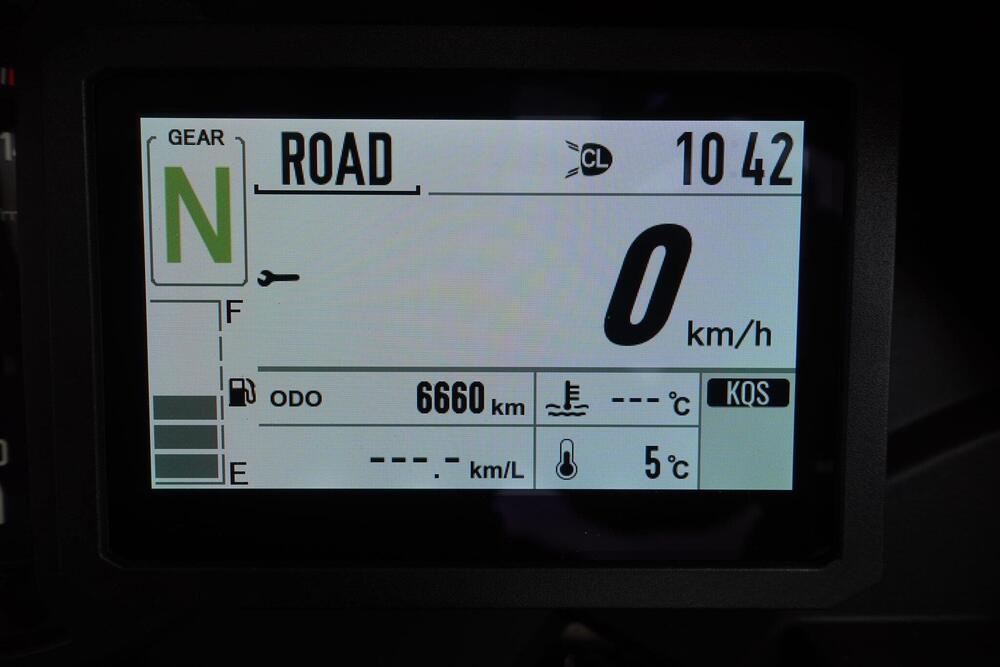 GEAR
N
ROAD
CL
10 42
0 km/h
F
E
ODO 6660 km
---.- km/L
--- °C
5 °C
KQS